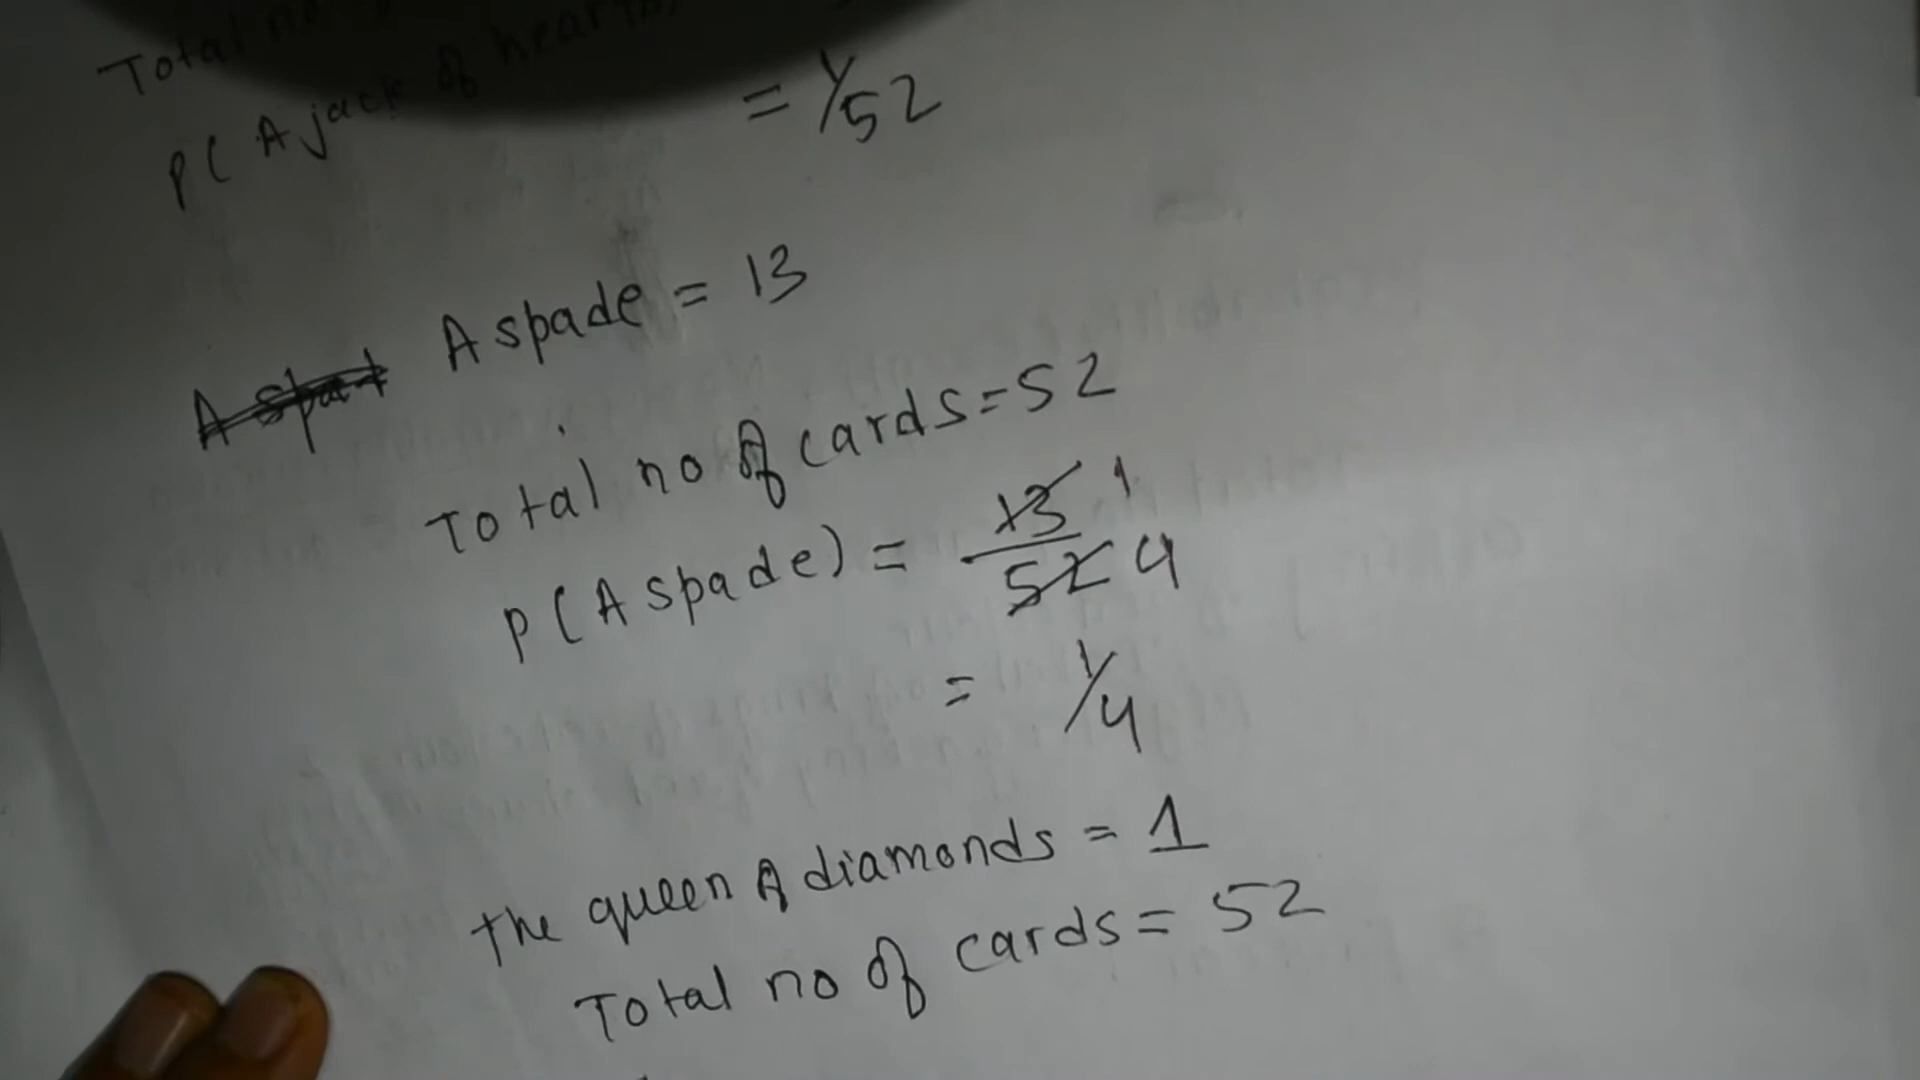 Total no
P( A jack of hearts
= 1/52
A spade = 13
Total no of cards = 52
P(A spade) = 13/52 1 4
= 1/4
the queen of diamonds = 1
Total no of cards = 52